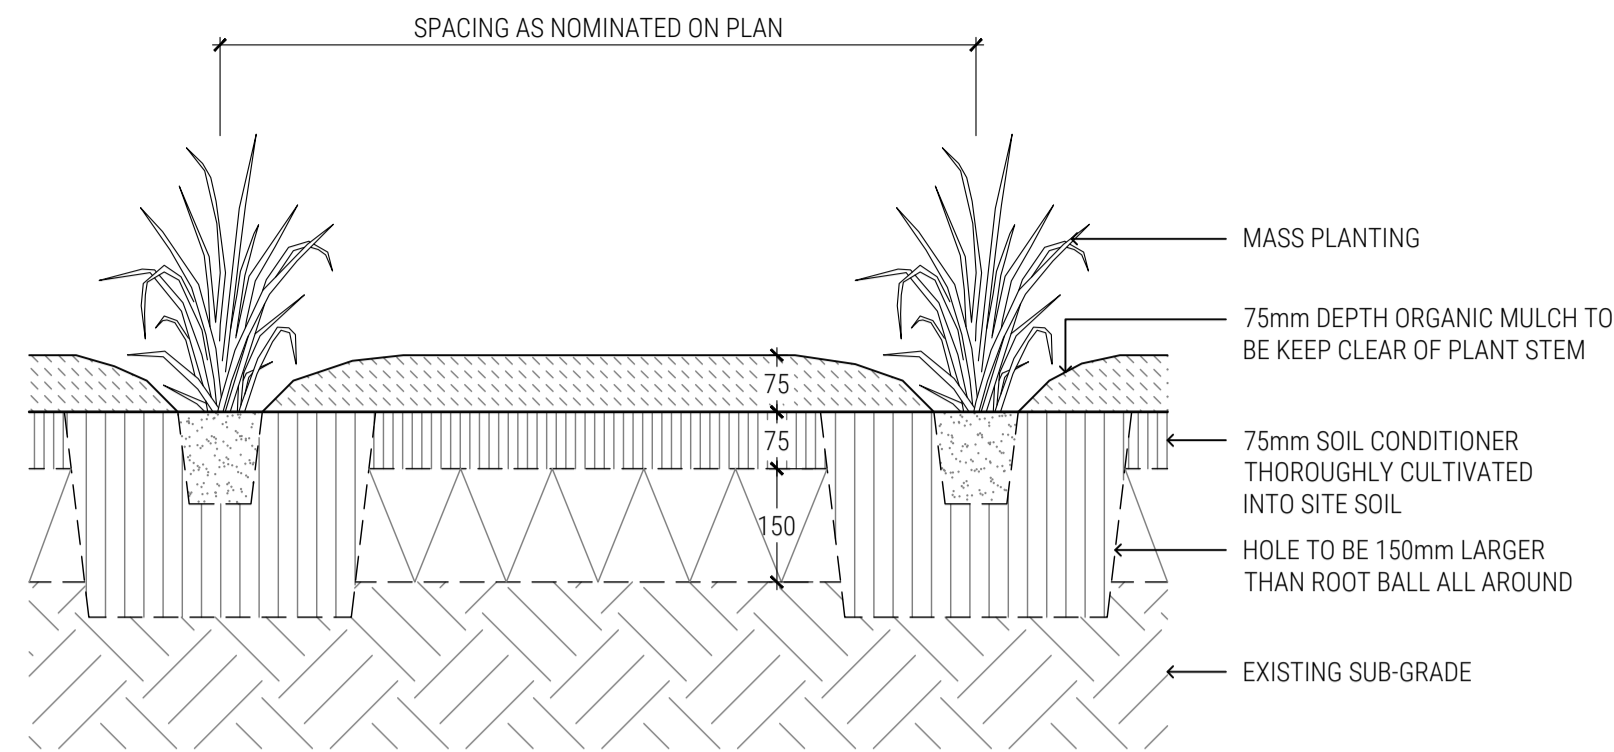 SPACING AS NOMINATED ON PLAN
MASS PLANTING
75mm DEPTH ORGANIC MULCH TO
BE KEEP CLEAR OF PLANT STEM
75
75
75mm SOIL CONDITIONER
THOROUGHLY CULTIVATED
INTO SITE SOIL
150
HOLE TO BE 150mm LARGER
THAN ROOT BALL ALL AROUND
EXISTING SUB-GRADE